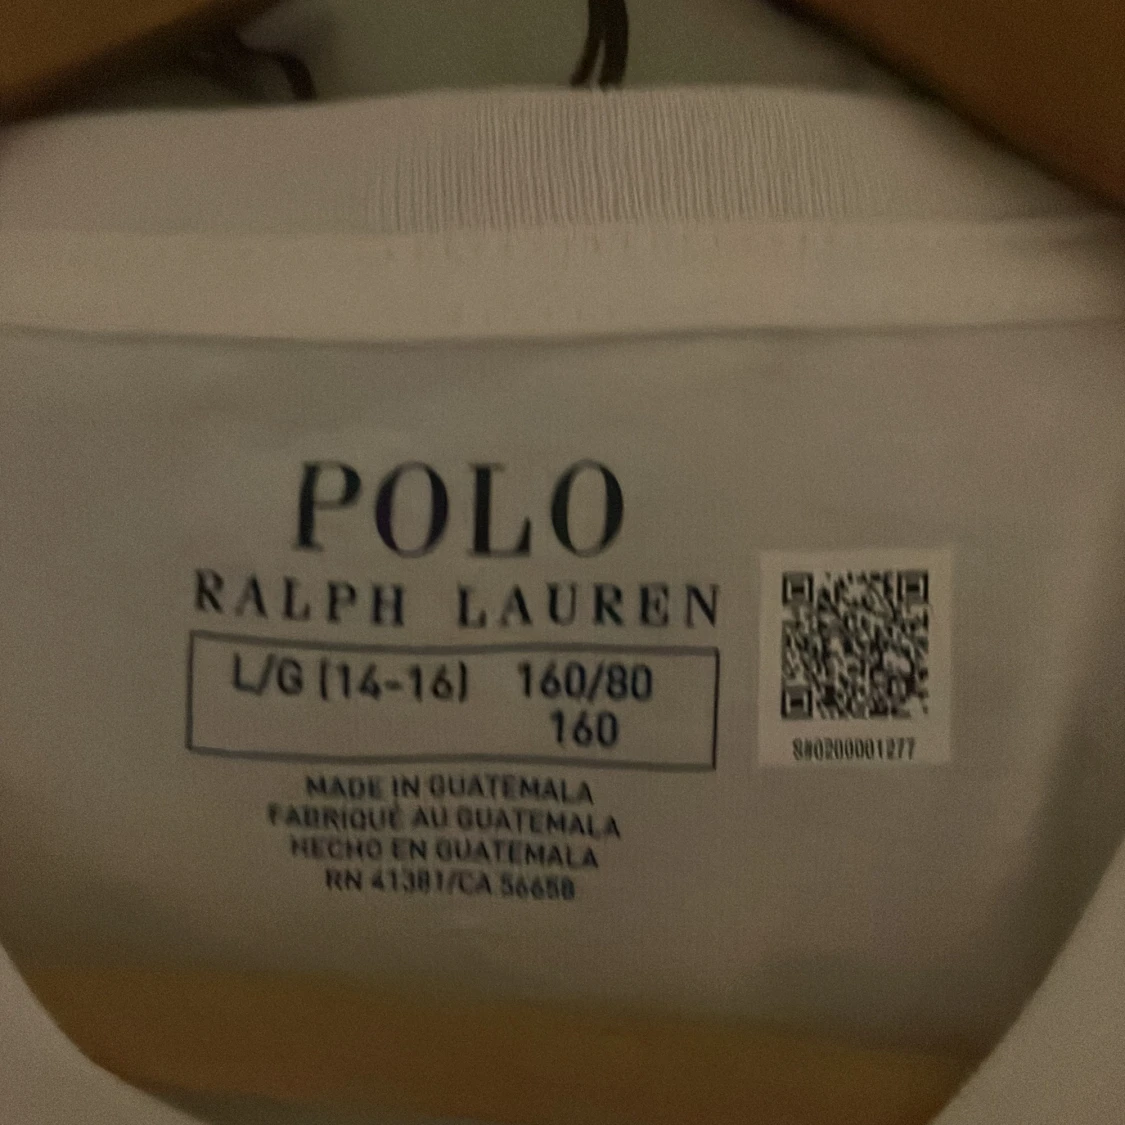 POLO
RALPH LAUREN
L/G (14-16) 160/80
160
MADE IN GUATEMALA
FABRIQUÉ AU GUATEMALA
HECHO EN GUATEMALA
RN 41381/CA 56658